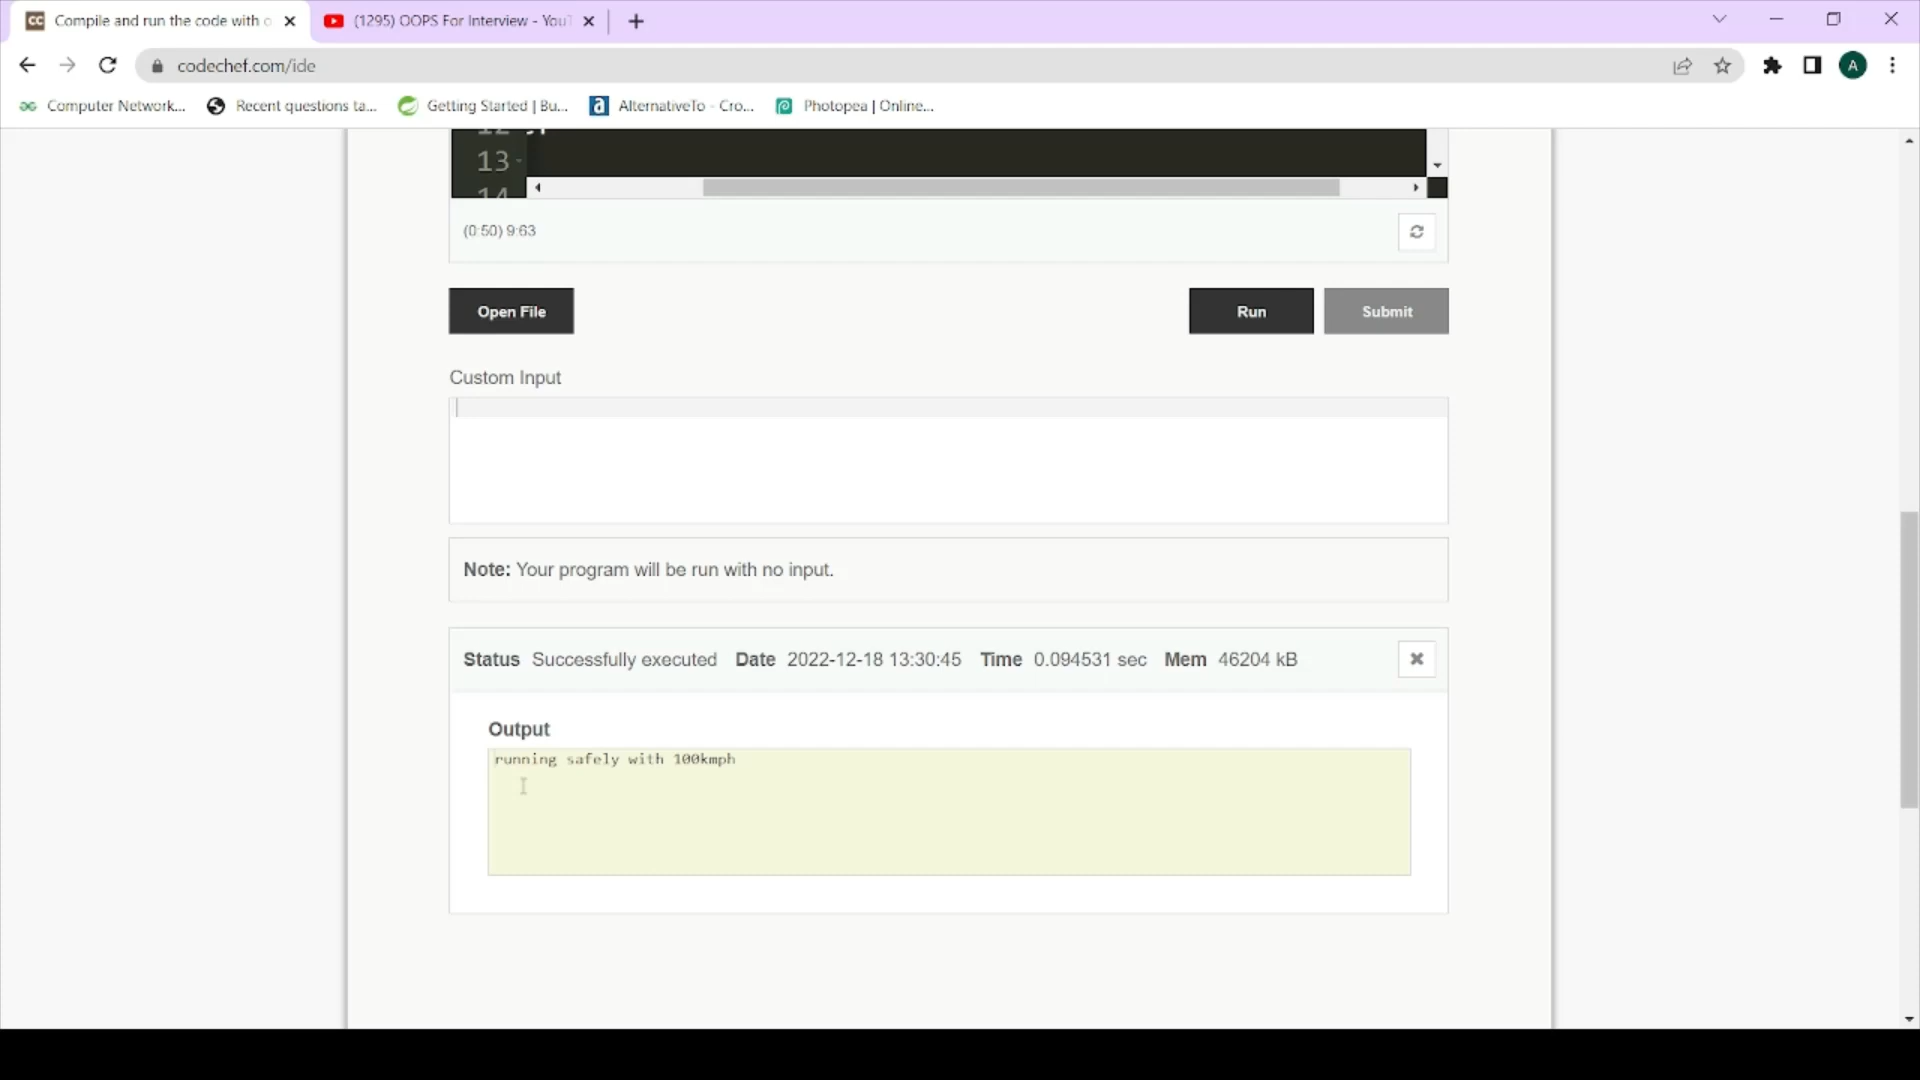 Compile and run the code with o
(1295) OOPS For Interview - YouT
codechef.com/ide
A
Computer Network...
Recent questions ta...
Getting Started | Bu...
AlternativeTo - Cro...
Photopea | Online...
12 };
13
14
(0:50) 9:63
Open File
Run
Submit
Custom Input
Note: Your program will be run with no input.
Status Successfully executed Date 2022-12-18 13:30:45 Time 0.094531 sec Mem 46204 kB
Output
running safely with 100kmph